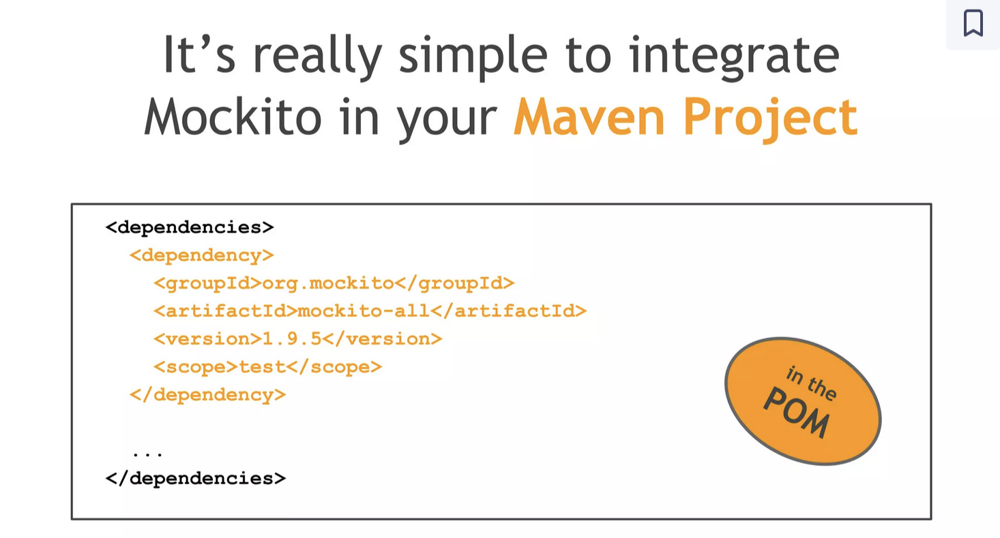 It’s really simple to integrate
Mockito in your Maven Project
<dependencies>
<dependency>
<groupId>org.mockito</groupId>
<artifactId>mockito-all</artifactId>
<version>1.9.5</version>
<scope>test</scope>
</dependency>
...
</dependencies>
in the
POM